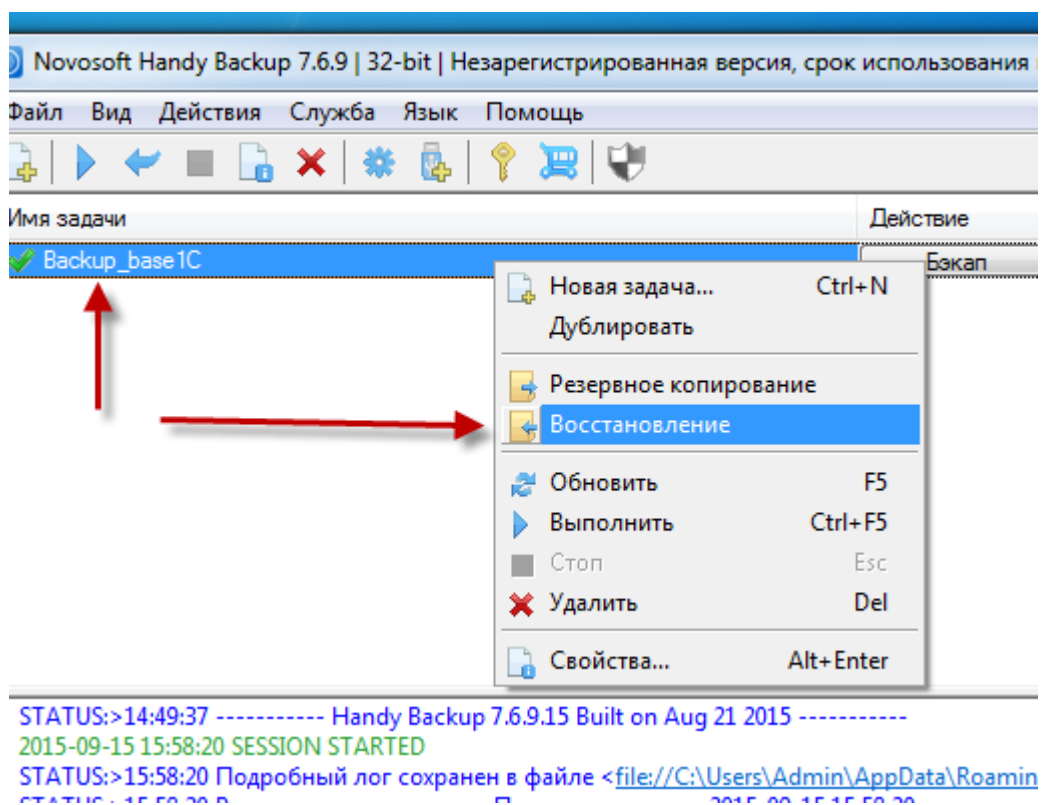 Novosoft Handy Backup 7.6.9 | 32-bit | Незарегистрированная версия, срок использования
Файл Вид Действия Служба Язык Помощь
Имя задачи Действие
Backup_base1C Бэкап
Новая задача... Ctrl+N
Дублировать
Резервное копирование
Восстановление
Обновить F5
Выполнить Ctrl+F5
Стоп Esc
Удалить Del
Свойства... Alt+Enter
STATUS:>14:49:37 ----------- Handy Backup 7.6.9.15 Built on Aug 21 2015 -----------
2015-09-15 15:58:20 SESSION STARTED
STATUS:>15:58:20 Подробный лог сохранен в файле <file://C:\Users\Admin\AppData\Roamin